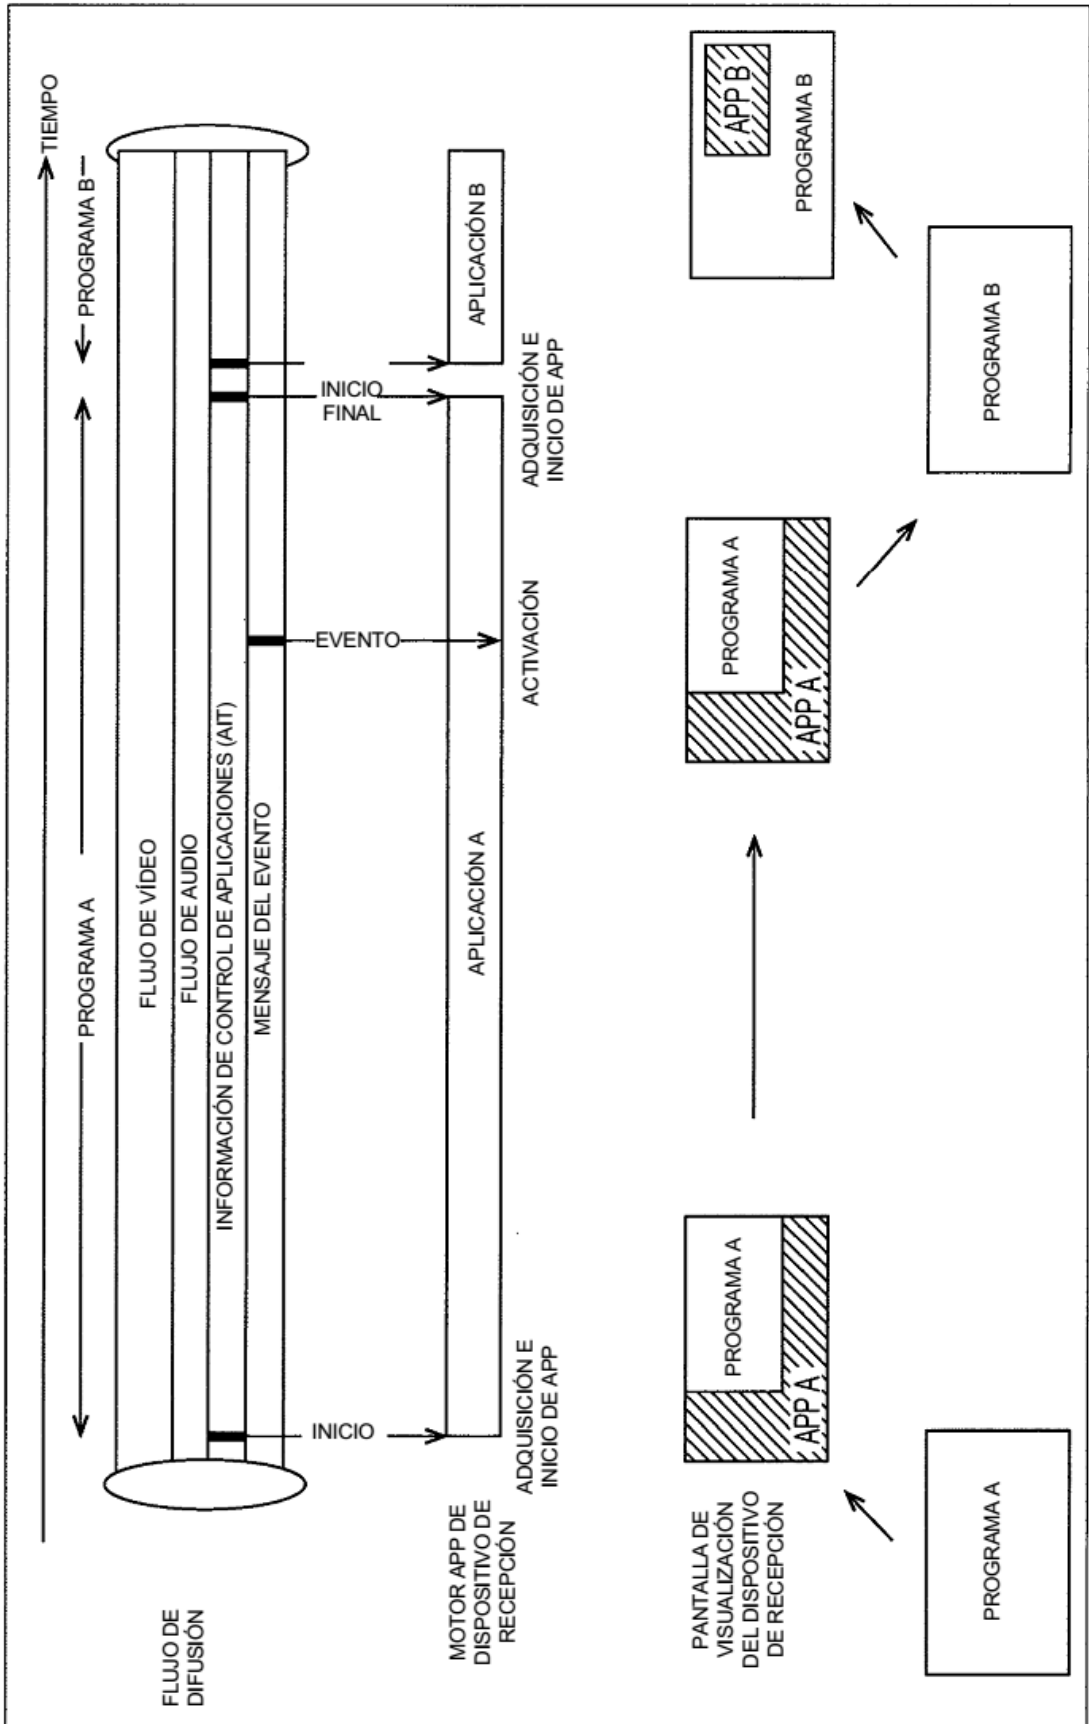 TIEMPO
PROGRAMA A
PROGRAMA B
FLUJO DE
DIFUSIÓN
FLUJO DE VÍDEO
FLUJO DE AUDIO
INFORMACIÓN DE CONTROL DE APLICACIONES (AIT)
MENSAJE DEL EVENTO
INICIO
EVENTO
INICIO
FINAL
MOTOR APP DE
DISPOSITIVO DE
RECEPCIÓN
APLICACIÓN A
APLICACIÓN B
ADQUISICIÓN E
INICIO DE APP
ACTIVACIÓN
ADQUISICIÓN E
INICIO DE APP
PANTALLA DE
VISUALIZACIÓN
DEL DISPOSITIVO
DE RECEPCIÓN
PROGRAMA A
APP A
PROGRAMA A
APP A
APP B
PROGRAMA B
PROGRAMA A
PROGRAMA B